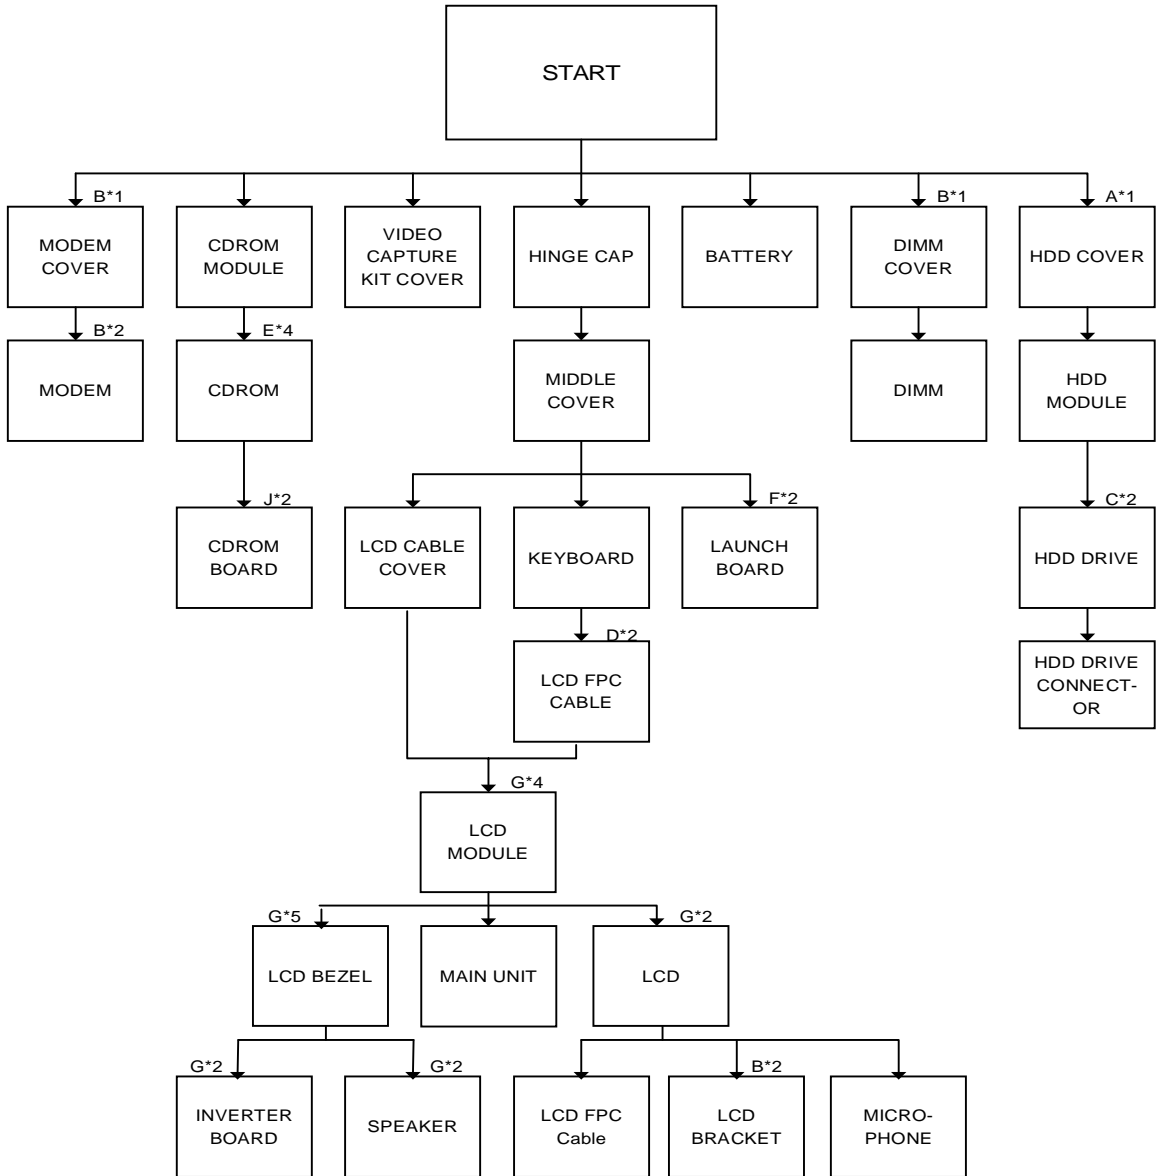 START
B*1
B*1
A*1
MODEM
COVER
CDROM
MODULE
VIDEO
CAPTURE
KIT COVER
HINGE CAP
BATTERY
DIMM
COVER
HDD COVER
B*2
E*4
MODEM
CDROM
MIDDLE
COVER
DIMM
HDD
MODULE
J*2
F*2
C*2
CDROM
BOARD
LCD CABLE
COVER
KEYBOARD
LAUNCH
BOARD
HDD DRIVE
D*2
LCD FPC
CABLE
HDD DRIVE
CONNECT-
OR
G*4
LCD
MODULE
G*5
G*2
LCD BEZEL
MAIN UNIT
LCD
G*2
G*2
B*2
INVERTER
BOARD
SPEAKER
LCD FPC
Cable
LCD
BRACKET
MICRO-
PHONE